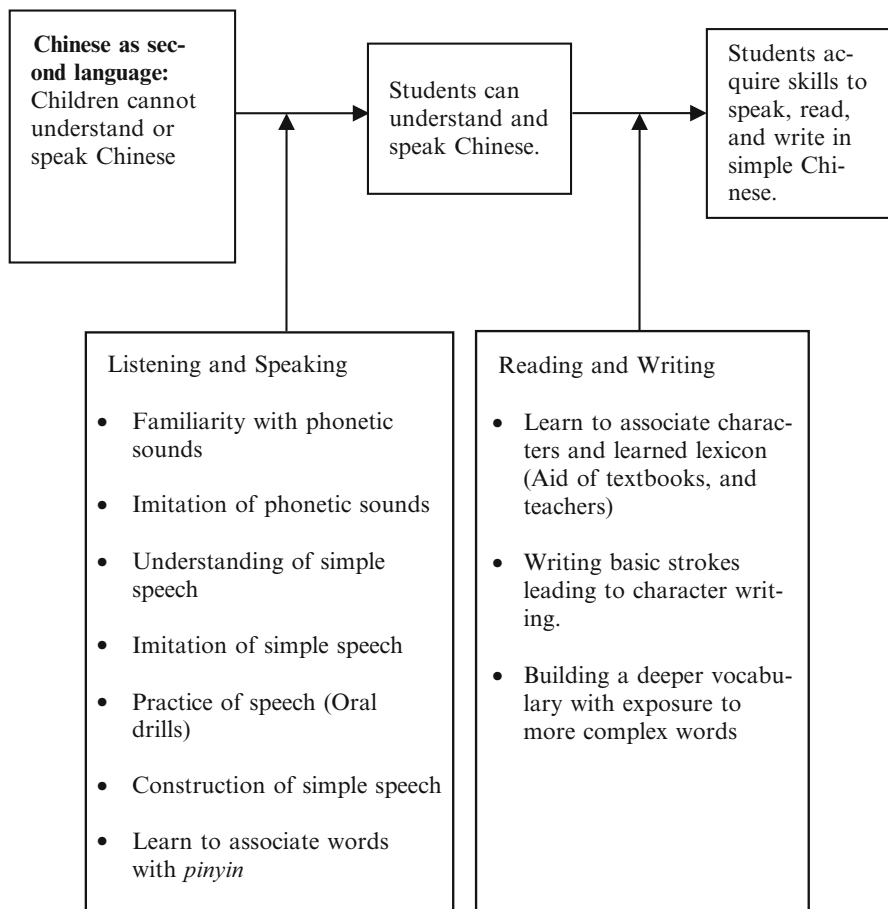 Chinese as sec-
ond language:
Children cannot
understand or
speak Chinese
Students can
understand and
speak Chinese.
Students ac-
quire skills to
speak, read,
and write in
simple Chi-
nese.
Listening and Speaking
• Familiarity with phonetic
sounds
• Imitation of phonetic sounds
• Understanding of simple
speech
• Imitation of simple speech
• Practice of speech (Oral
drills)
• Construction of simple speech
• Learn to associate words
with pinyin
Reading and Writing
• Learn to associate charac-
ters and learned lexicon
(Aid of textbooks, and
teachers)
• Writing basic strokes
leading to character writ-
ing.
• Building a deeper vocabu-
lary with exposure to
more complex words